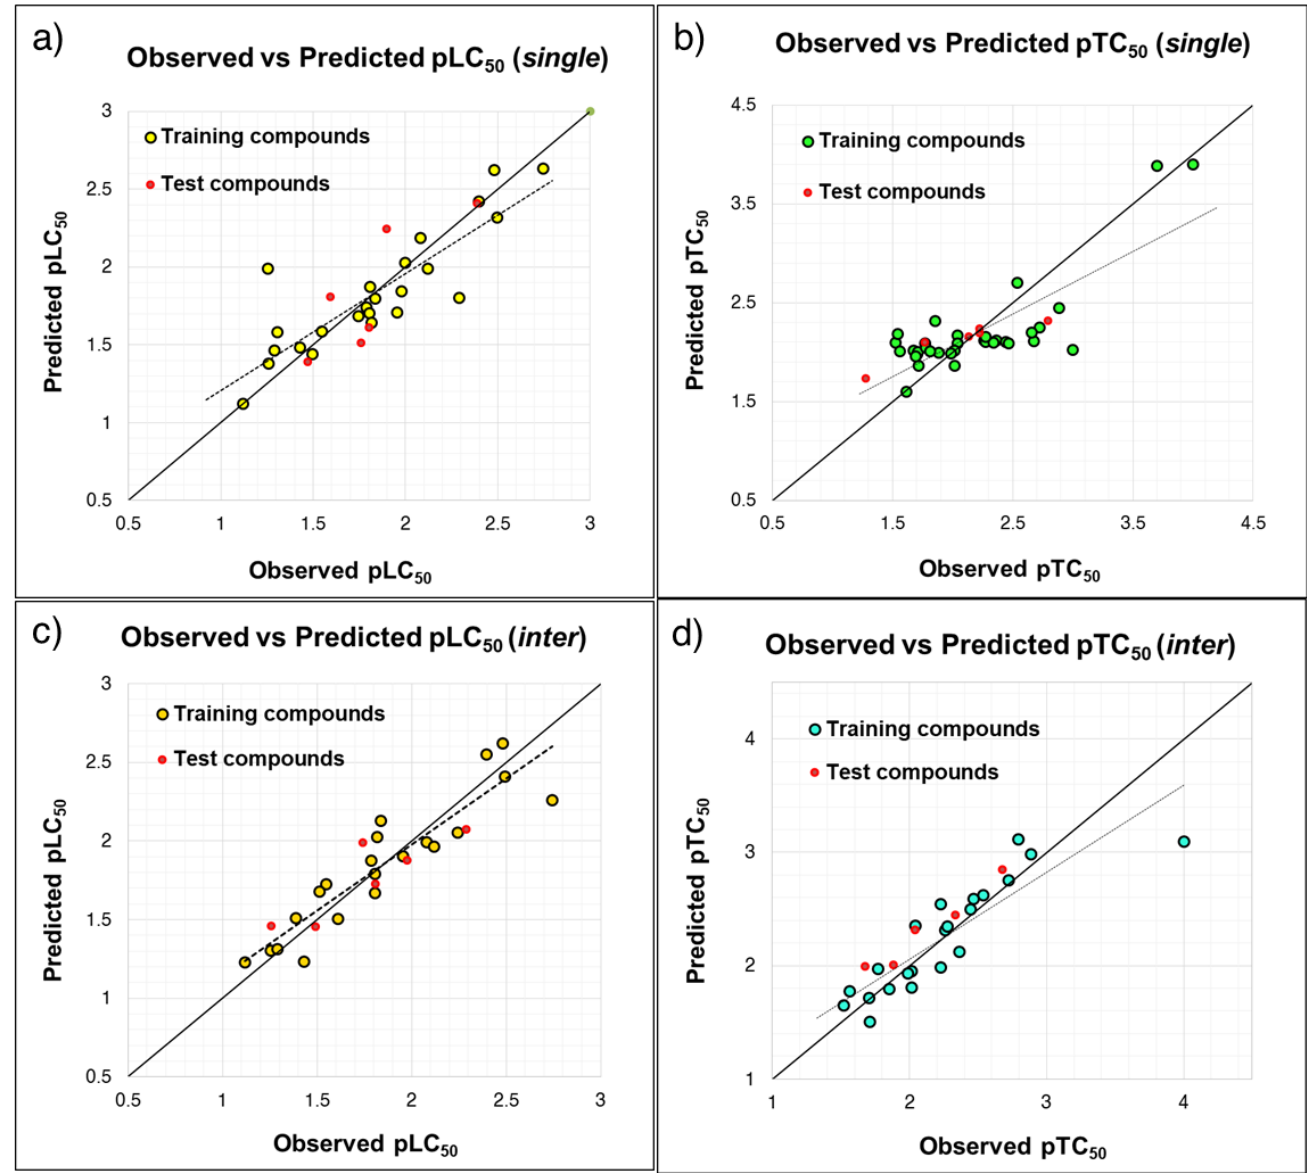 a)
Observed vs Predicted pLC50 (single)
3
2.5
2
1.5
1
0.5
Training compounds
Test compounds
Predicted pLC50
0.5 1 1.5 2 2.5 3
Observed pLC50
b)
Observed vs Predicted pTC50 (single)
4.5
3.5
2.5
1.5
0.5
Training compounds
Test compounds
Predicted pTC50
0.5 1.5 2.5 3.5 4.5
Observed pTC50
c)
Observed vs Predicted pLC50 (inter)
3
2.5
2
1.5
1
0.5
Training compounds
Test compounds
Predicted pLC50
0.5 1 1.5 2 2.5 3
Observed pLC50
d)
Observed vs Predicted pTC50 (inter)
4
3
2
1
Training compounds
Test compounds
Predicted pTC50
1 2 3 4
Observed pTC50